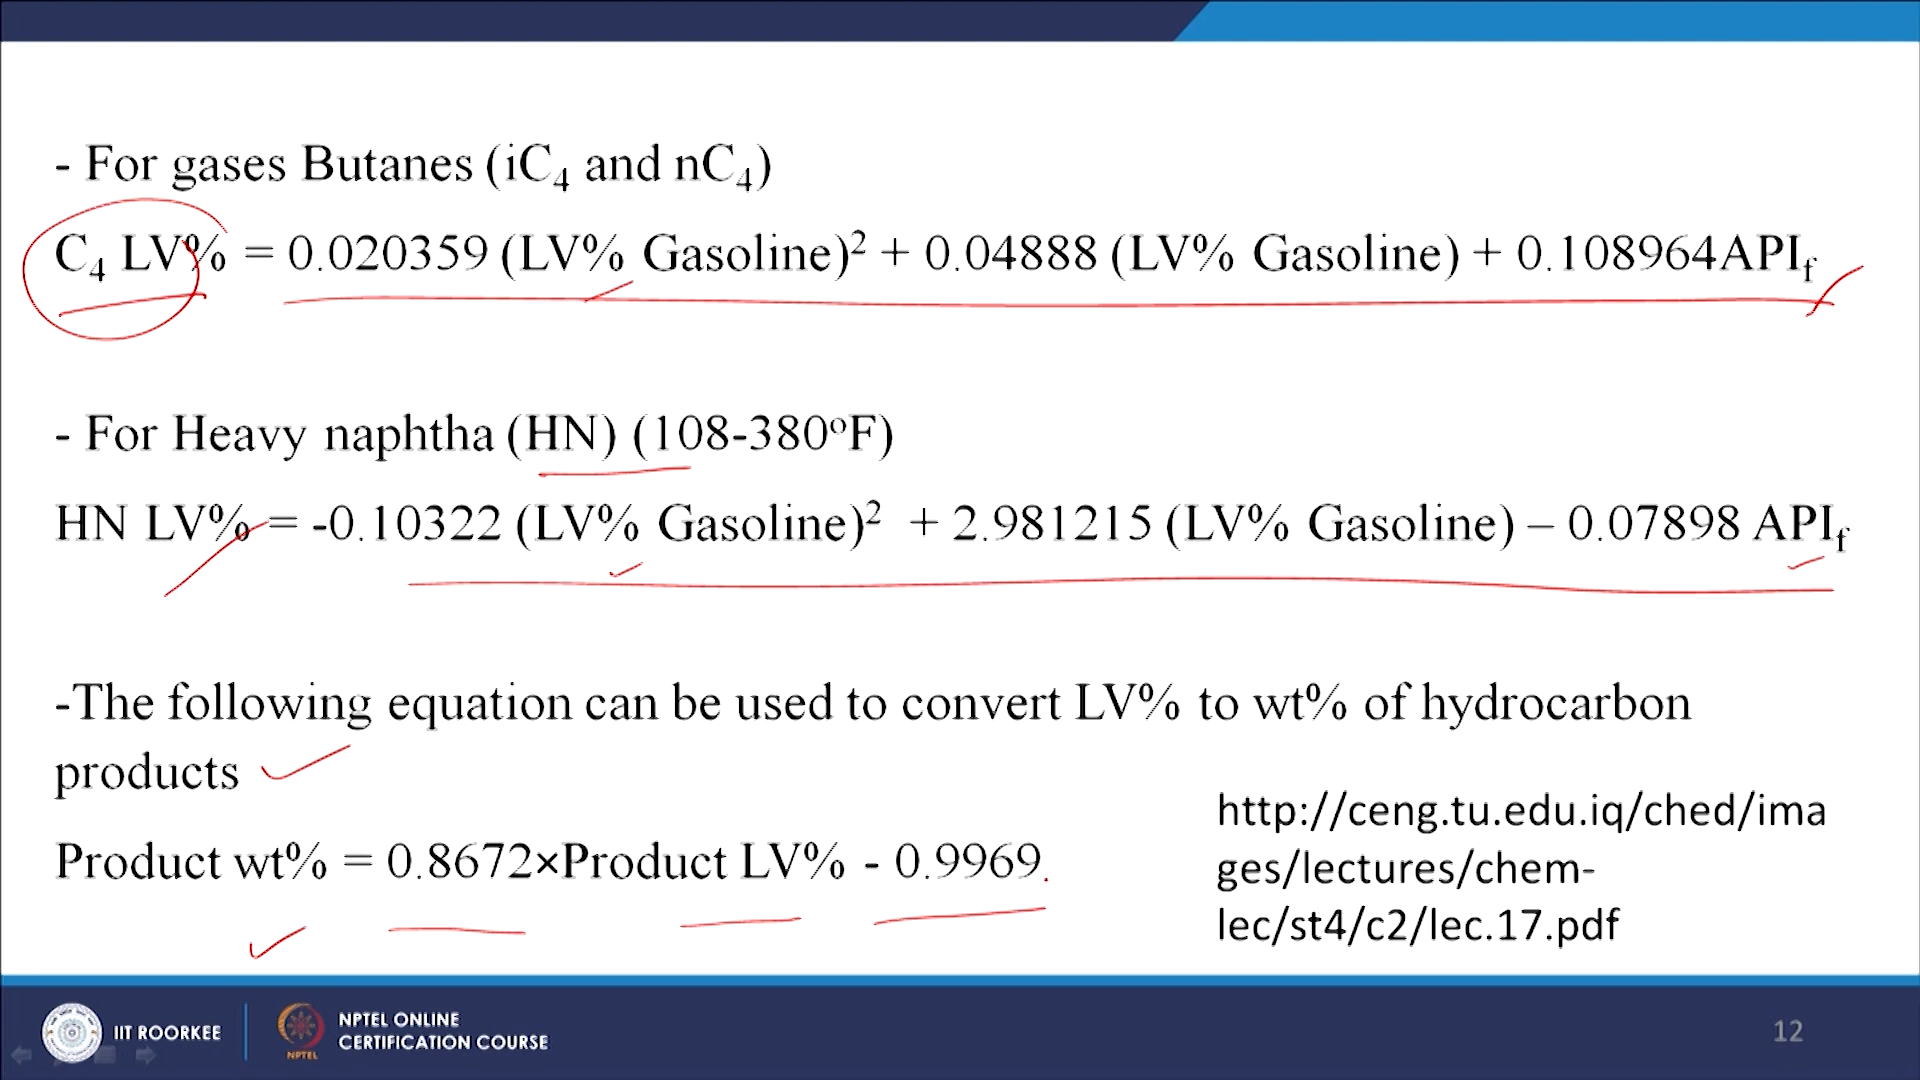 - For gases Butanes (iC₄ and nC₄)
C₄ LV% = 0.020359 (LV% Gasoline)² + 0.04888 (LV% Gasoline) + 0.108964API_f
- For Heavy naphtha (HN) (108-380ºF)
HN LV% = -0.10322 (LV% Gasoline)² + 2.981215 (LV% Gasoline) – 0.07898 API_f
-The following equation can be used to convert LV% to wt% of hydrocarbon
products
Product wt% = 0.8672×Product LV% - 0.9969.
http://ceng.tu.edu.iq/ched/ima
ges/lectures/chem-
lec/st4/c2/lec.17.pdf
IIT ROORKEE
NPTEL
NPTEL ONLINE
CERTIFICATION COURSE
12